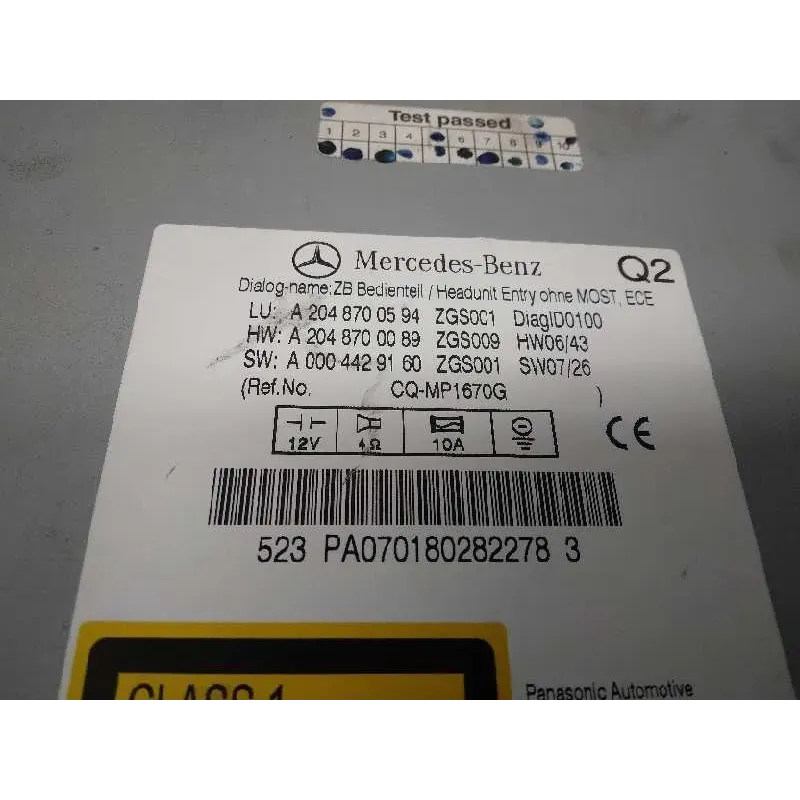 Test passed
1 2 3 4 6 7 8 9 10
Mercedes-Benz Q2
Dialog-name:ZB Bedienteil / Headunit Entry ohne MOST, ECE
LU: A 204 870 05 94 ZGS001 DiagID0100
HW: A 204 870 00 89 ZGS009 HW06/43
SW: A 000 442 91 60 ZGS001 SW07/26
(Ref.No. CQ-MP1670G )
12V 4Ω 10A
CE
523 PA070180282278 3
CLASS 1
Panasonic Automotive